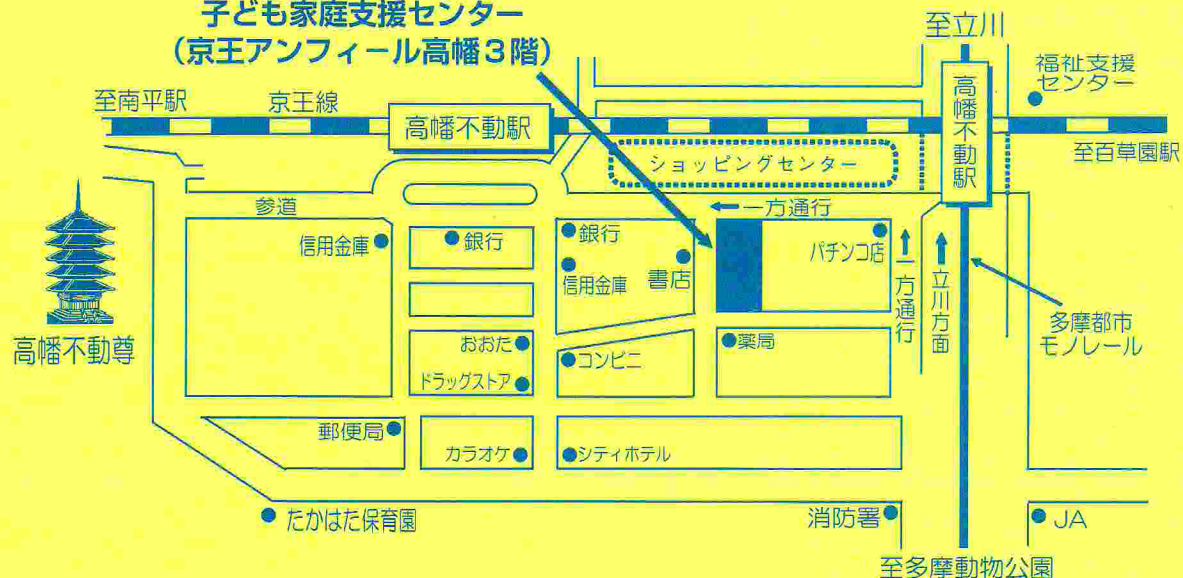 子ども家庭支援センター
（京王アンフィール高幡３階）
至立川
福祉支援
センター
至南平駅
京王線
高幡不動駅
高幡不動駅
至百草園駅
ショッピングセンター
参道
←一方通行
信用金庫
銀行
銀行
信用金庫
書店
パチンコ店
↑一方通行
↑立川方面
多摩都市
モノレール
高幡不動尊
おおた
ドラッグストア
コンビニ
薬局
郵便局
カラオケ
シティホテル
たかはた保育園
消防署
JA
至多摩動物公園